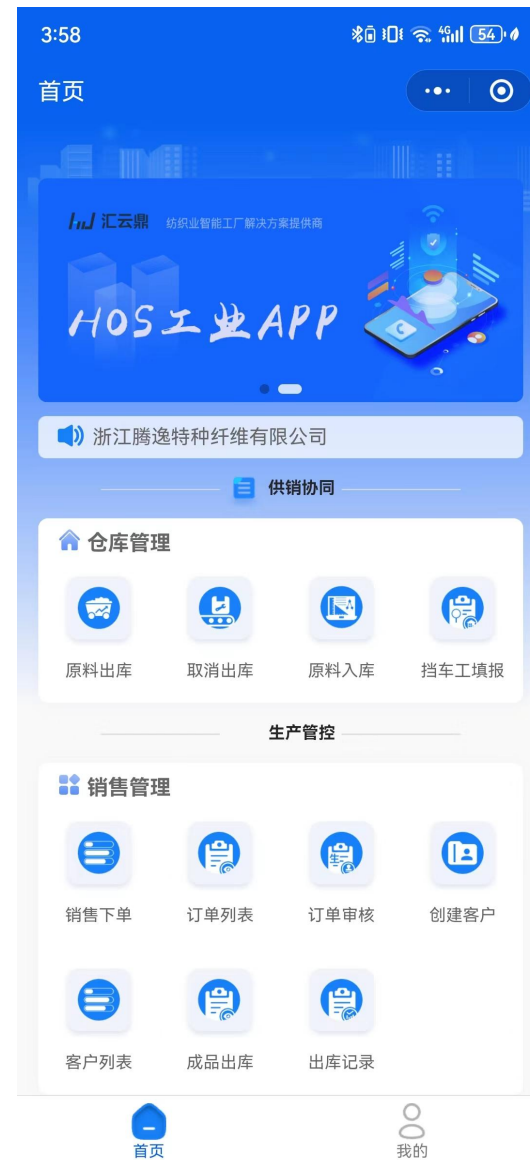 3:58
4G 54
首页
汇云鼎 纺织业智能工厂解决方案提供商
HOS工业APP
浙江腾逸特种纤维有限公司
供销协同
仓库管理
原料出库 取消出库 原料入库 挡车工填报
生产管控
销售管理
销售下单 订单列表 订单审核 创建客户
客户列表 成品出库 出库记录
首页 我的